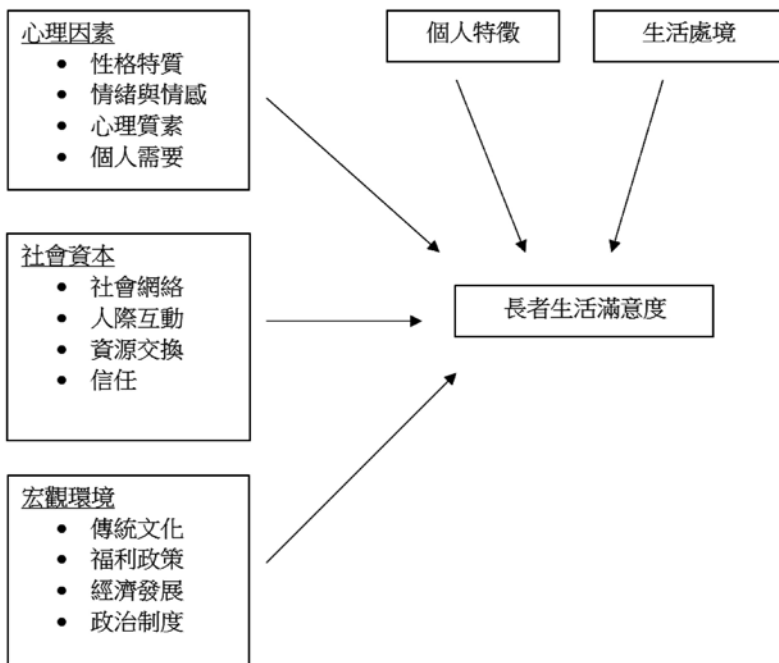 心理因素
• 性格特質
• 情緒與情感
• 心理質素
• 個人需要
個人特徵
生活處境
社會資本
• 社會網絡
• 人際互動
• 資源交換
• 信任
長者生活滿意度
宏觀環境
• 傳統文化
• 福利政策
• 經濟發展
• 政治制度